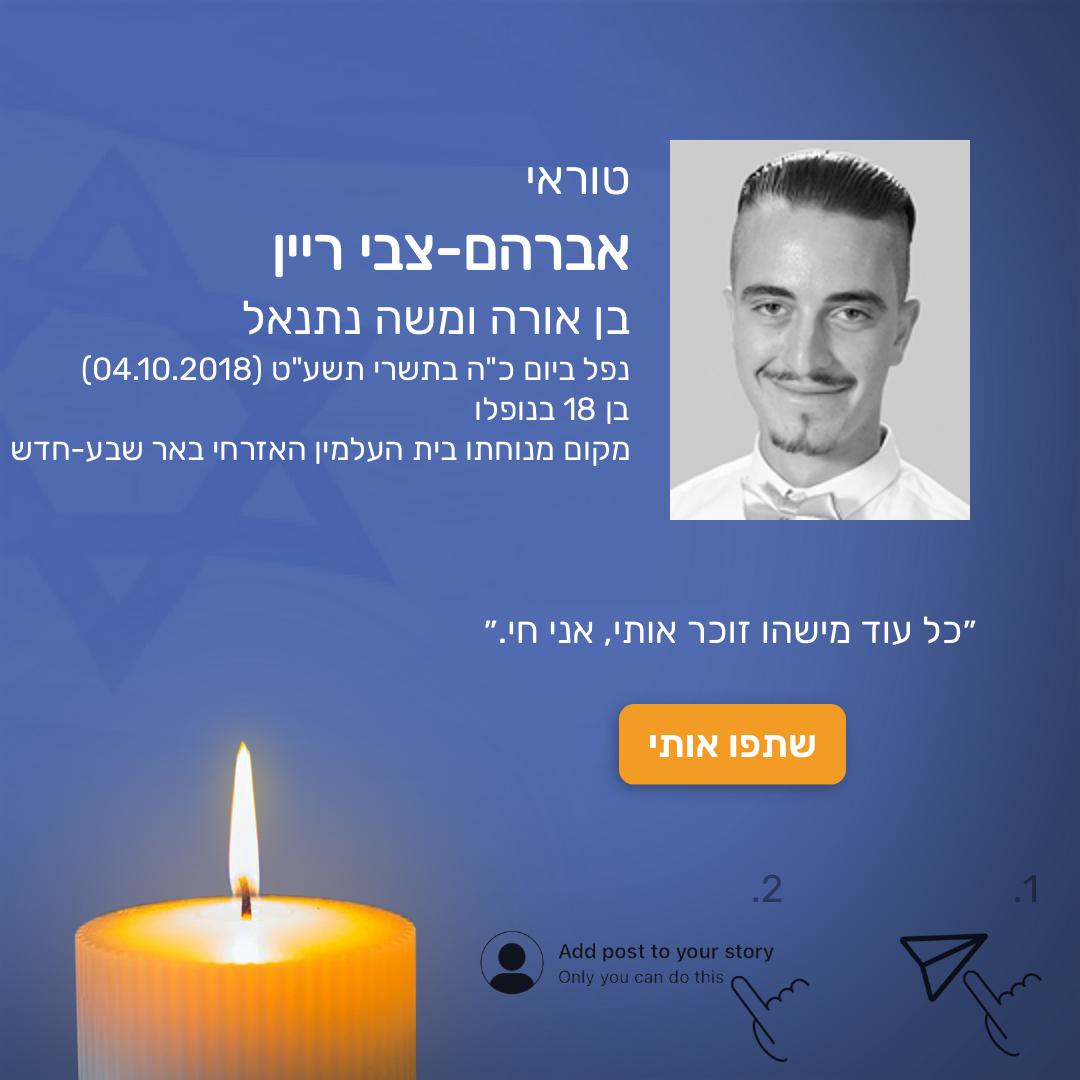 טוראי
אברהם-צבי ריין
בן אורה ומשה נתנאל
נפל ביום כ"ה בתשרי תשע"ט (04.10.2018)
בן 18 בנופלו
מקום מנוחתו בית העלמין האזרחי באר שבע-חדש
״כל עוד מישהו זוכר אותי, אני חי.״
שתפו אותי
1.
2.
Add post to your story
Only you can do this